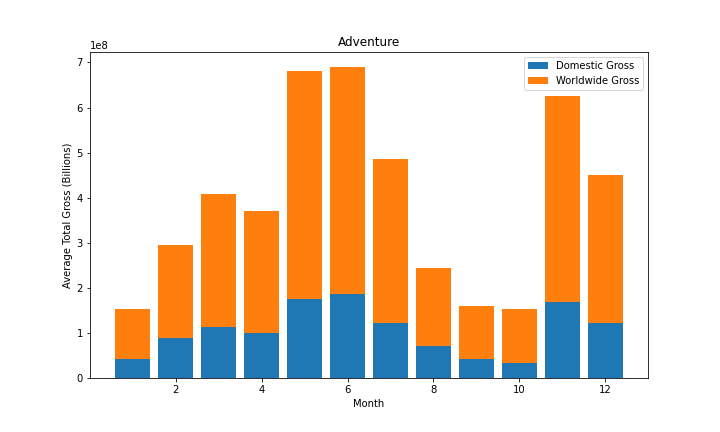 Adventure
1e8
Domestic Gross
Worldwide Gross
7
6
5
4
3
2
1
0
Average Total Gross (Billions)
2 4 6 8 10 12
Month